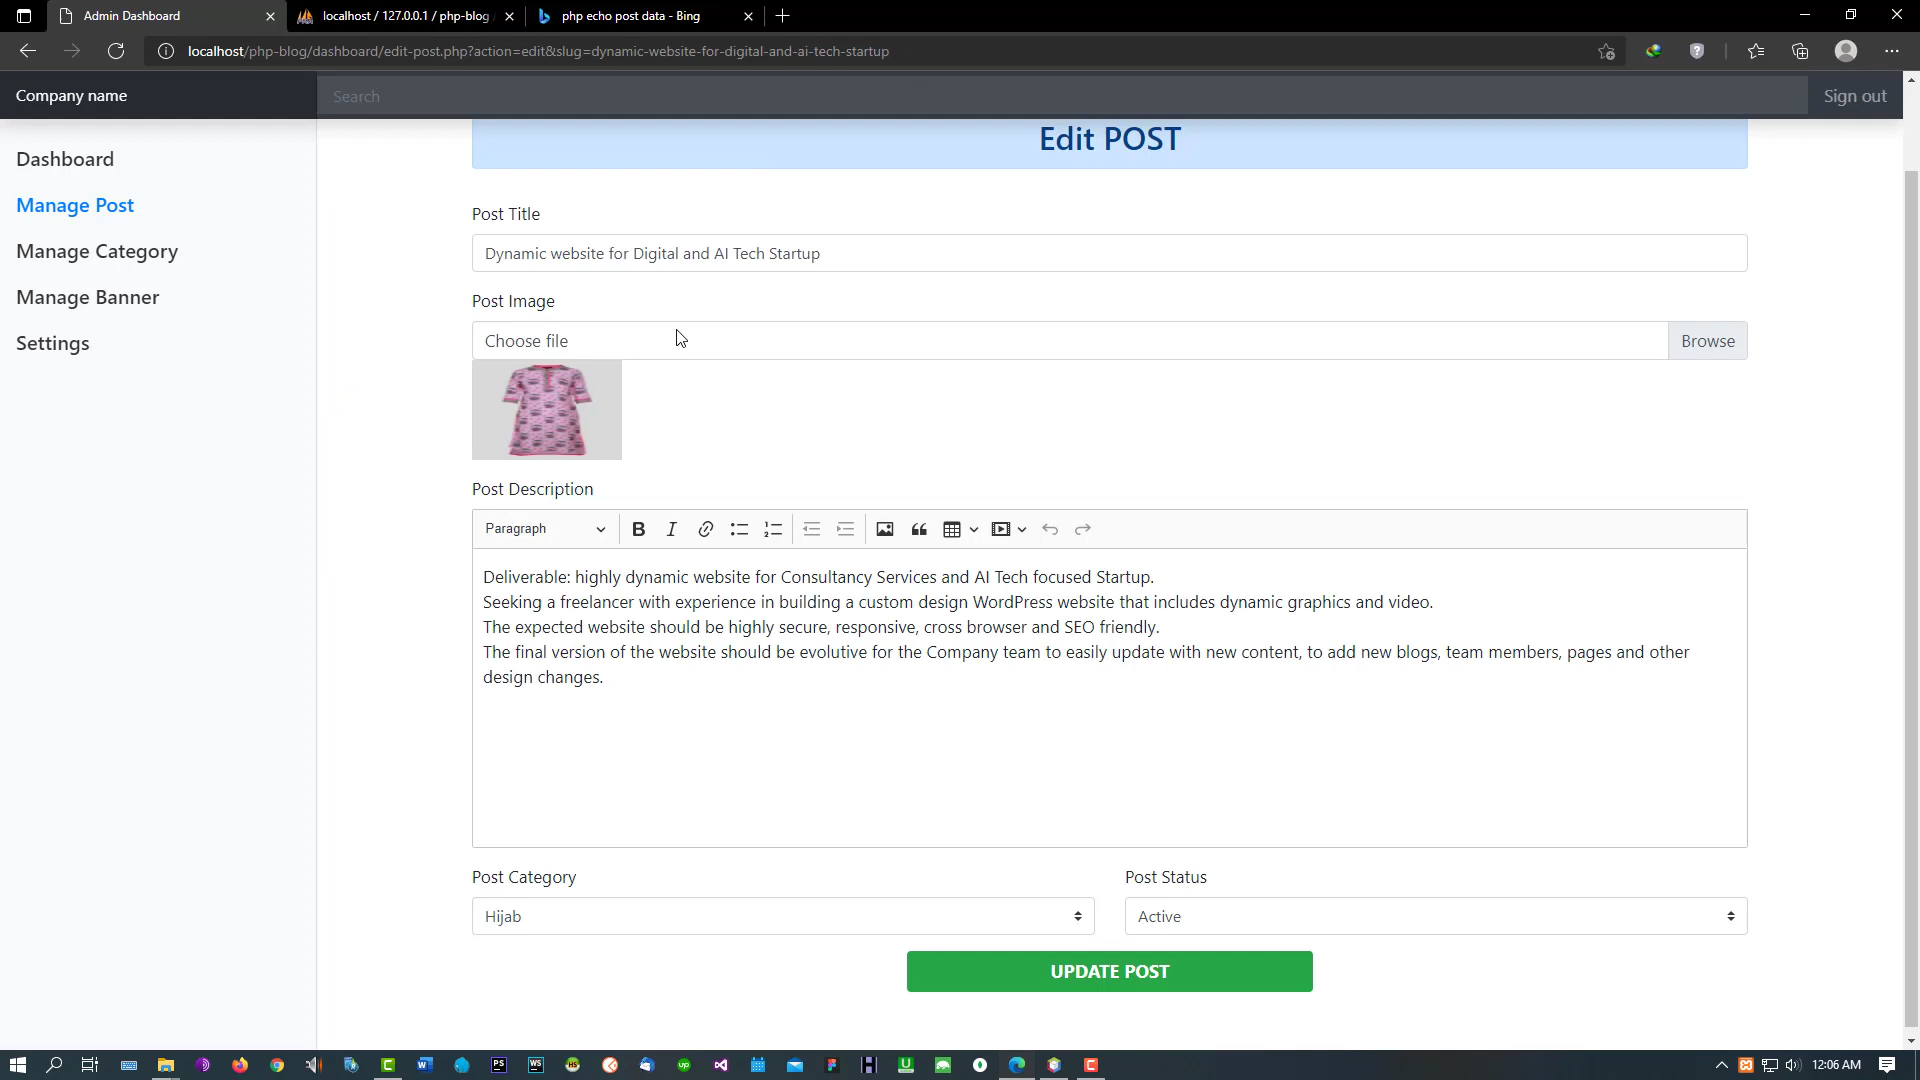 Admin Dashboard
localhost / 127.0.0.1 / php-blog
php echo post data - Bing
localhost/php-blog/dashboard/edit-post.php?action=edit&slug=dynamic-website-for-digital-and-ai-tech-startup
Company name
Search
Sign out
Dashboard
Manage Post
Manage Category
Manage Banner
Settings
Edit POST
Post Title
Dynamic website for Digital and AI Tech Startup
Post Image
Choose file
Browse
Post Description
Paragraph
Deliverable: highly dynamic website for Consultancy Services and AI Tech focused Startup.
Seeking a freelancer with experience in building a custom design WordPress website that includes dynamic graphics and video.
The expected website should be highly secure, responsive, cross browser and SEO friendly.
The final version of the website should be evolutive for the Company team to easily update with new content, to add new blogs, team members, pages and other
design changes.
Post Category
Post Status
Hijab
Active
UPDATE POST
12:06 AM